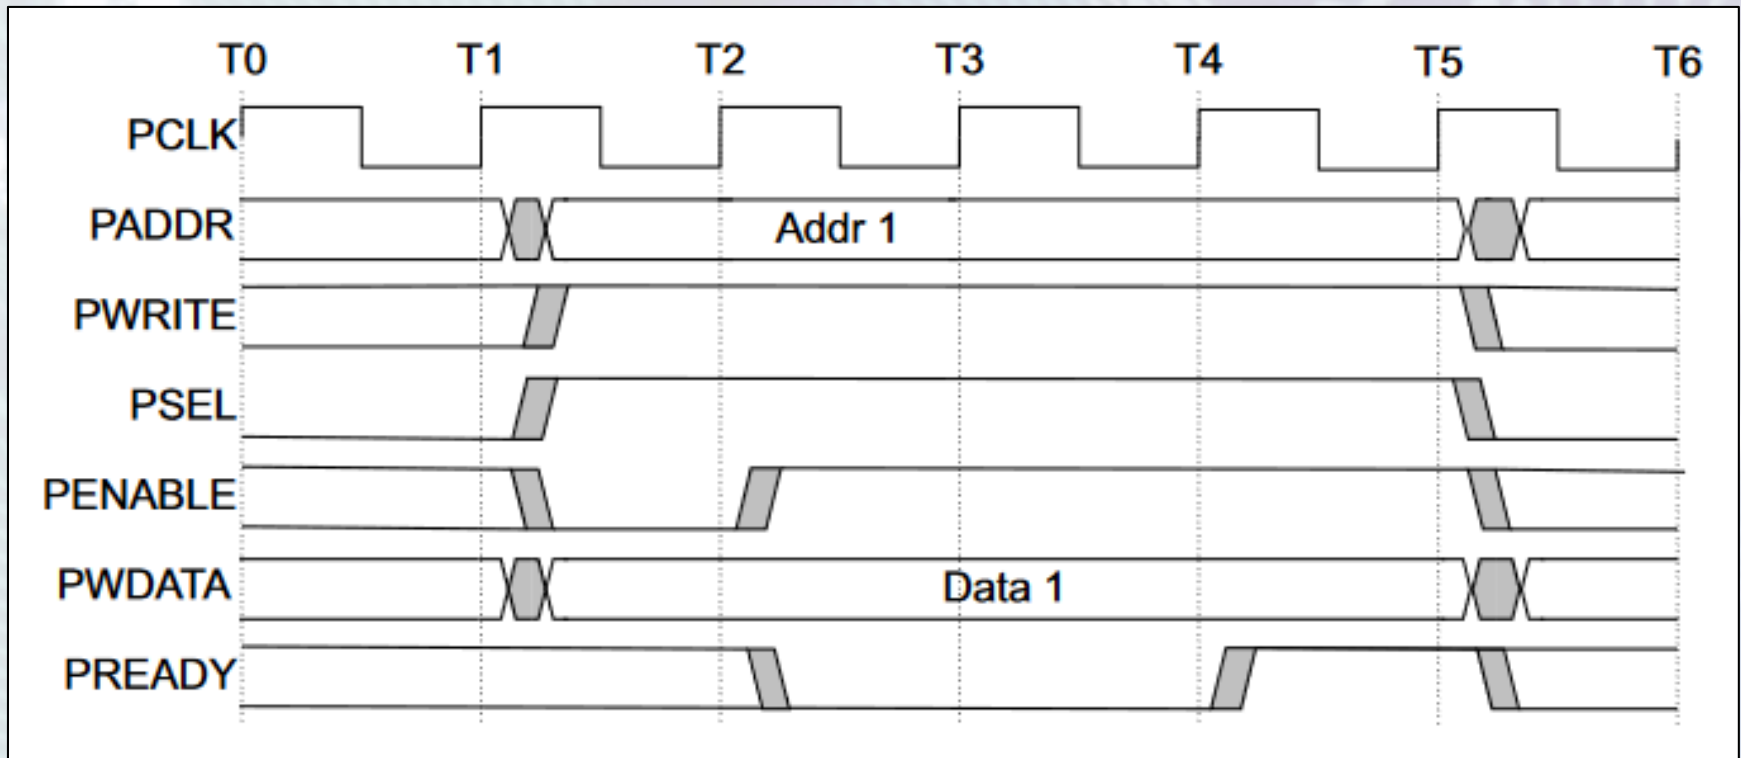 T0 T1 T2 T3 T4 T5 T6
PCLK
PADDR Addr 1
PWRITE
PSEL
PENABLE
PWDATA Data 1
PREADY